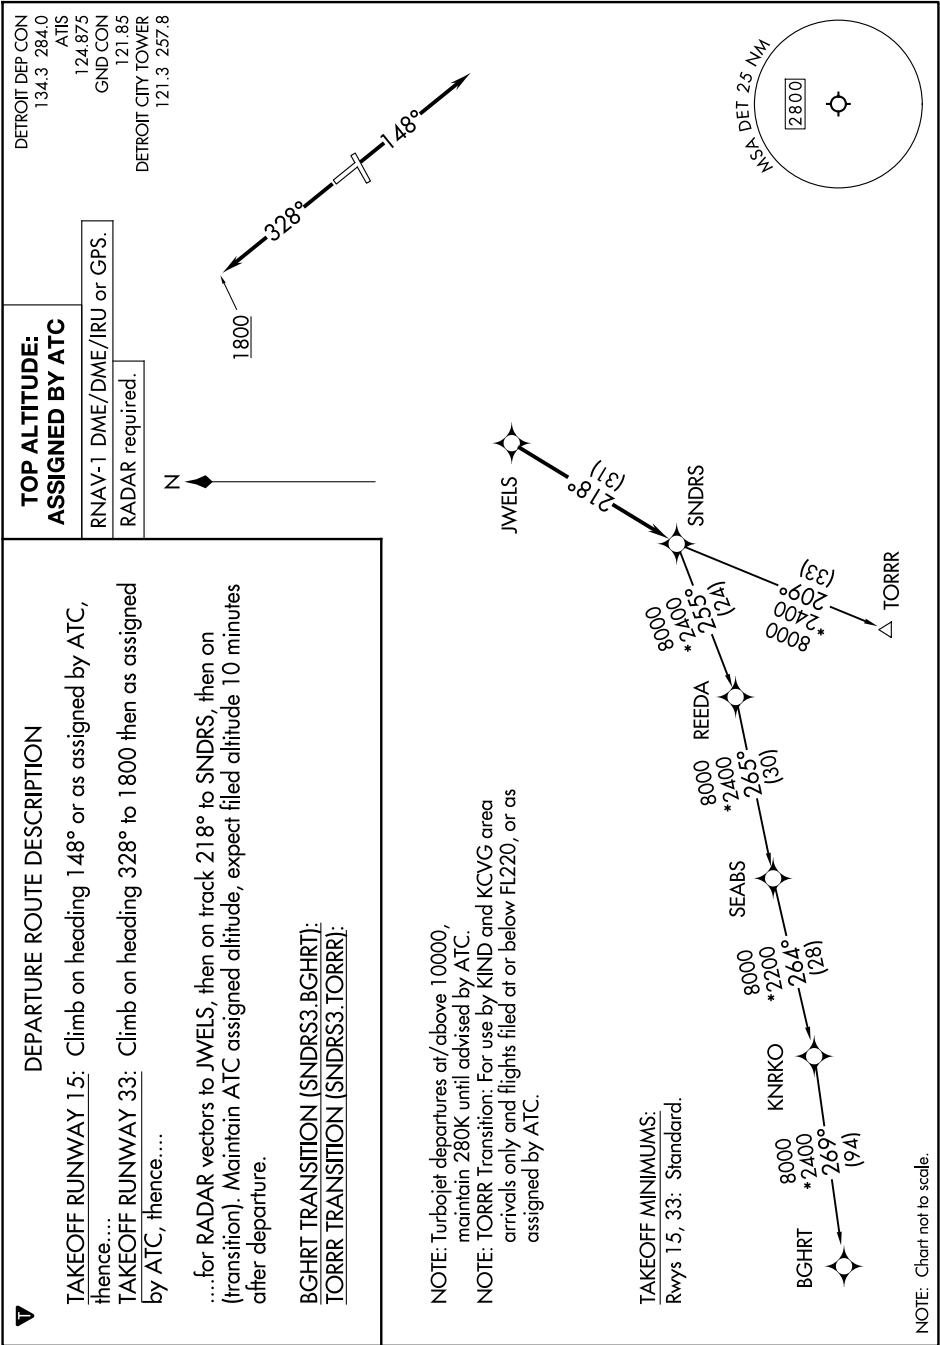 DEPARTURE ROUTE DESCRIPTION
T
TAKEOFF RUNWAY 15: Climb on heading 148° or as assigned by ATC,
thence....
TAKEOFF RUNWAY 33: Climb on heading 328° to 1800 then as assigned
by ATC, thence....
....for RADAR vectors to JWELS, then on track 218° to SNDRS, then on
(transition). Maintain ATC assigned altitude, expect filed altitude 10 minutes
after departure.
BGHRT TRANSITION (SNDRS3.BGHRT):
TORRR TRANSITION (SNDRS3.TORRR):
TOP ALTITUDE:
ASSIGNED BY ATC
RNAV-1 DME/DME/IRU or GPS.
RADAR required.
DETROIT DEP CON
134.3 284.0
ATIS
124.875
GND CON
121.85
DETROIT CITY TOWER
121.3 257.8
N
1800
328°
148°
NOTE: Turbojet departures at/above 10000,
maintain 280K until advised by ATC.
NOTE: TORRR Transition: For use by KIND and KCVG area
arrivals only and flights filed at or below FL220, or as
assigned by ATC.
TAKEOFF MINIMUMS:
Rwys 15, 33: Standard.
JWELS
218°
(31)
SNDRS
8000
*2400
255°
(24)
8000
*2400
209°
(33)
TORRR
REEDA
8000
*2400
265°
(30)
SEABS
8000
*2200
264°
(28)
KNRKO
8000
*2400
269°
(94)
BGHRT
MSA DET 25 NM
2800
NOTE: Chart not to scale.